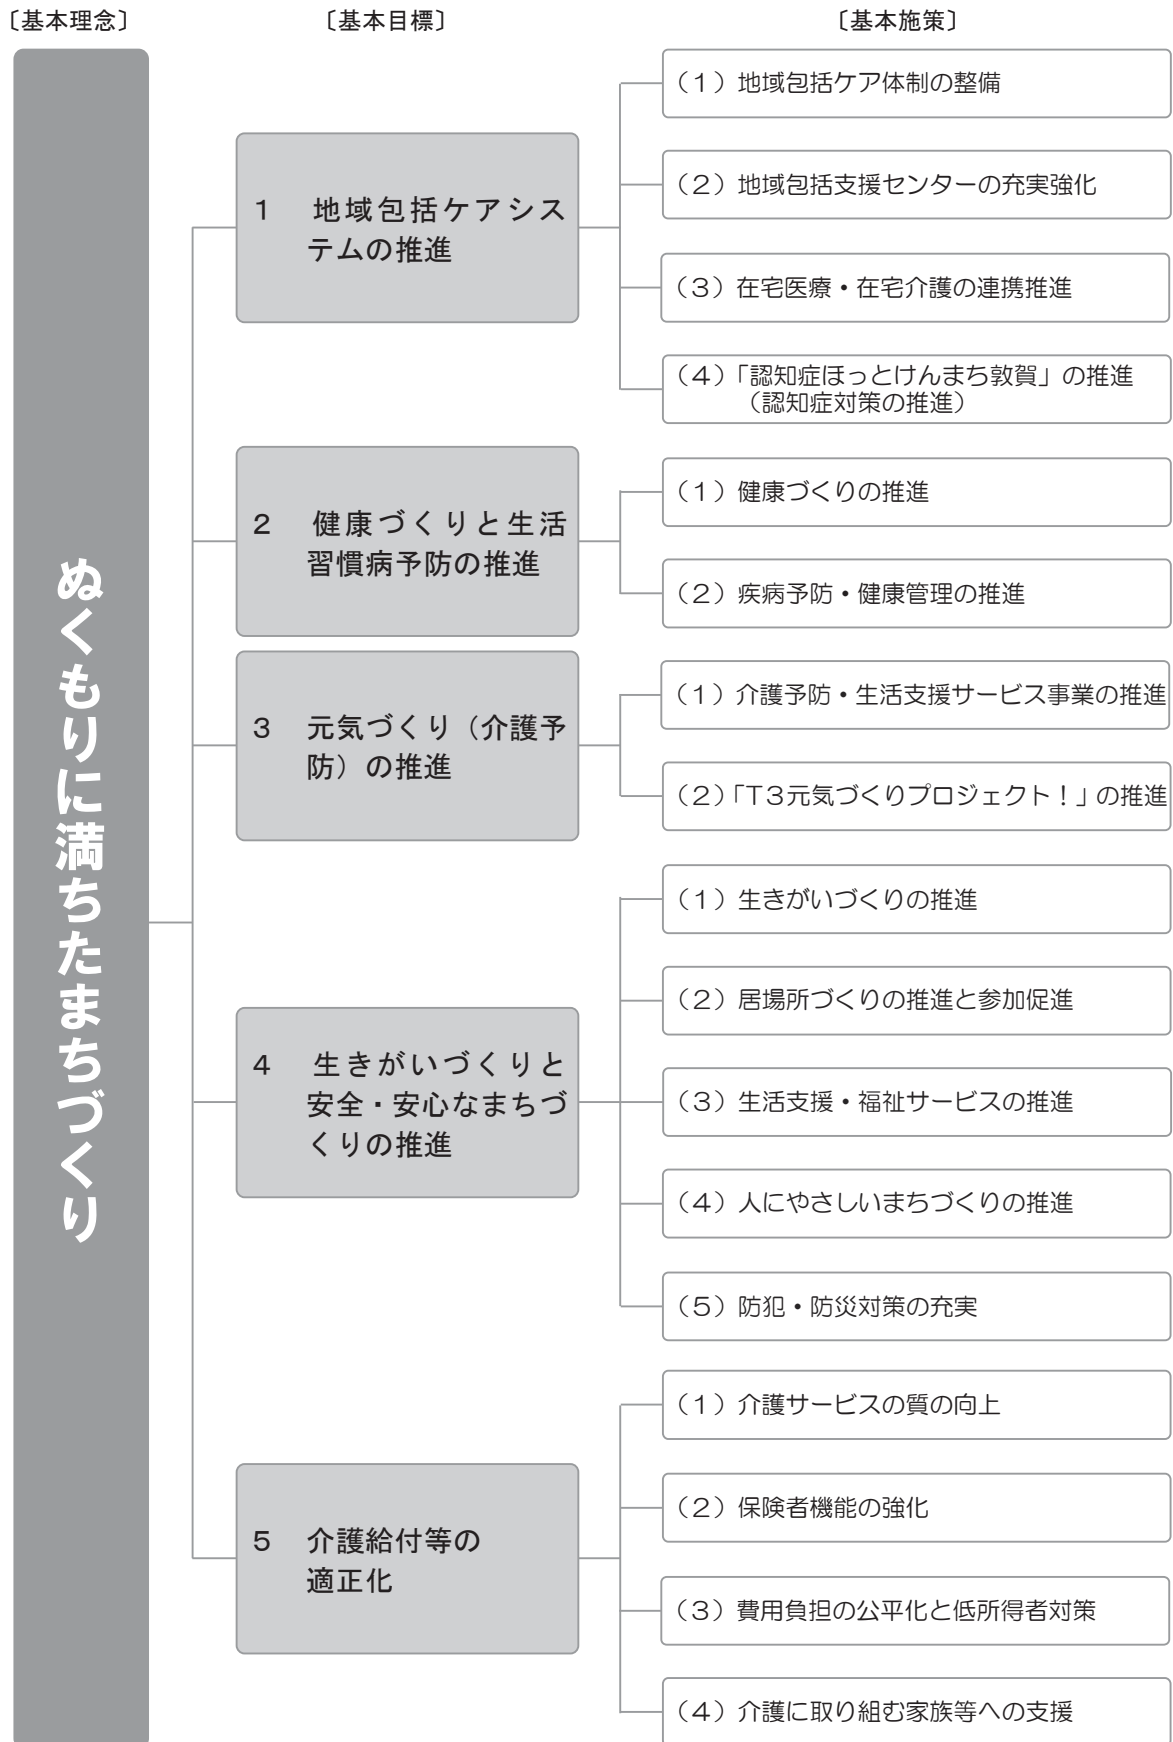 〔基本理念〕
〔基本目標〕
〔基本施策〕
ぬくもりに満ちたまちづくり
1　地域包括ケアシス
テムの推進
（1）地域包括ケア体制の整備
（2）地域包括支援センターの充実強化
（3）在宅医療・在宅介護の連携推進
（4）「認知症ほっとけんまち敦賀」の推進
（認知症対策の推進）
2　健康づくりと生活
習慣病予防の推進
（1）健康づくりの推進
（2）疾病予防・健康管理の推進
3　元気づくり（介護予
防）の推進
（1）介護予防・生活支援サービス事業の推進
（2）「T３元気づくりプロジェクト！」の推進
4　生きがいづくりと
安全・安心なまちづ
くりの推進
（1）生きがいづくりの推進
（2）居場所づくりの推進と参加促進
（3）生活支援・福祉サービスの推進
（4）人にやさしいまちづくりの推進
（5）防犯・防災対策の充実
5　介護給付等の
適正化
（1）介護サービスの質の向上
（2）保険者機能の強化
（3）費用負担の公平化と低所得者対策
（4）介護に取り組む家族等への支援